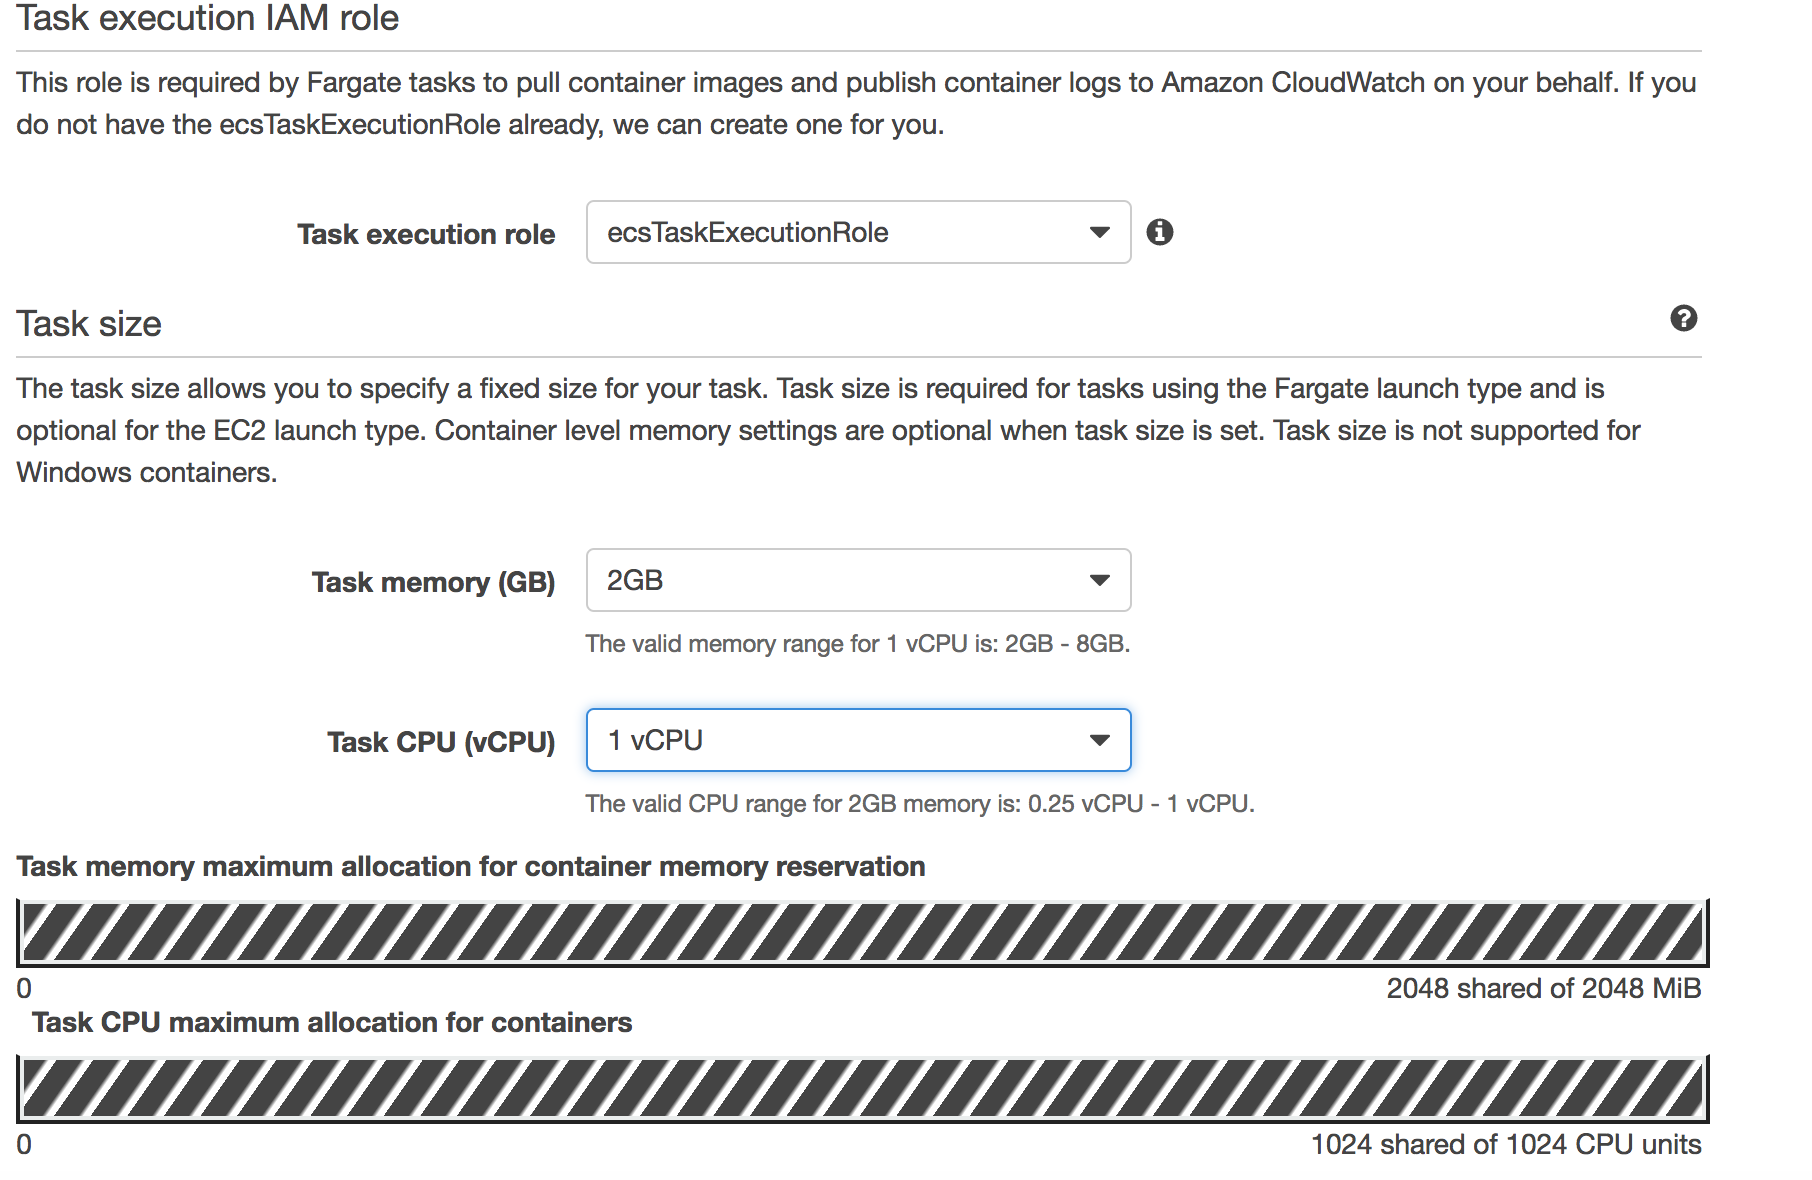 Task execution IAM role
This role is required by Fargate tasks to pull container images and publish container logs to Amazon CloudWatch on your behalf. If you
do not have the ecsTaskExecutionRole already, we can create one for you.
Task execution role
ecsTaskExecutionRole
Task size
The task size allows you to specify a fixed size for your task. Task size is required for tasks using the Fargate launch type and is
optional for the EC2 launch type. Container level memory settings are optional when task size is set. Task size is not supported for
Windows containers.
Task memory (GB)
2GB
The valid memory range for 1 vCPU is: 2GB - 8GB.
Task CPU (vCPU)
1 vCPU
The valid CPU range for 2GB memory is: 0.25 vCPU - 1 vCPU.
Task memory maximum allocation for container memory reservation
0
2048 shared of 2048 MiB
Task CPU maximum allocation for containers
0
1024 shared of 1024 CPU units